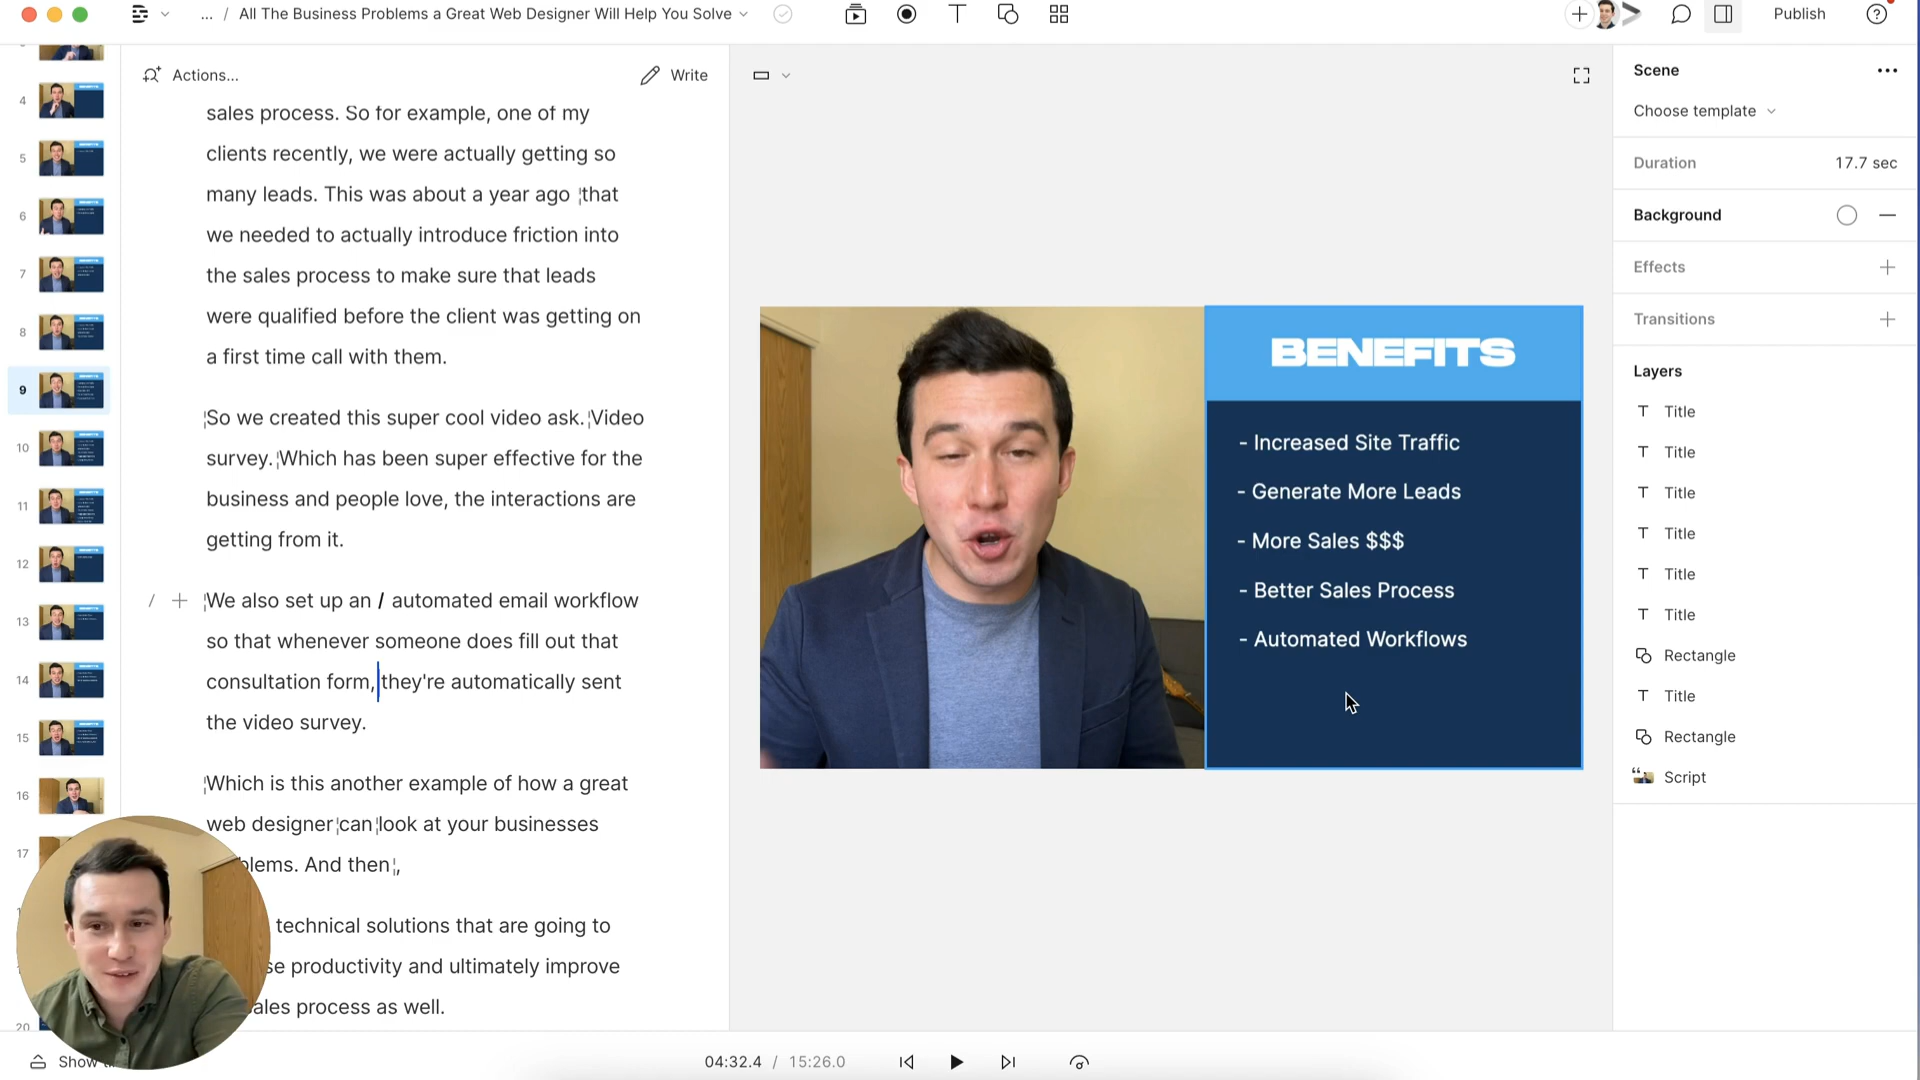 ... / All The Business Problems a Great Web Designer Will Help You Solve
Publish
Actions...
Write
Scene
Choose template
Duration 17.7 sec
Background
Effects
Transitions
Layers
Title
Title
Title
Title
Title
Title
Rectangle
Title
Rectangle
Script
4
5
6
7
8
9
10
11
12
13
14
15
16
17
20
sales process. So for example, one of my
clients recently, we were actually getting so
many leads. This was about a year ago ¦that
we needed to actually introduce friction into
the sales process to make sure that leads
were qualified before the client was getting on
a first time call with them.
¦So we created this super cool video ask.¦Video
survey.¦Which has been super effective for the
business and people love, the interactions are
getting from it.
/ + ¦We also set up an / automated email workflow
so that whenever someone does fill out that
consultation form, they're automatically sent
the video survey.
¦Which is this another example of how a great
web designer¦can¦look at your businesses
blems. And then¦,
technical solutions that are going to
se productivity and ultimately improve
ales process as well.
BENEFITS
- Increased Site Traffic
- Generate More Leads
- More Sales $$$
- Better Sales Process
- Automated Workflows
Show
04:32.4 / 15:26.0